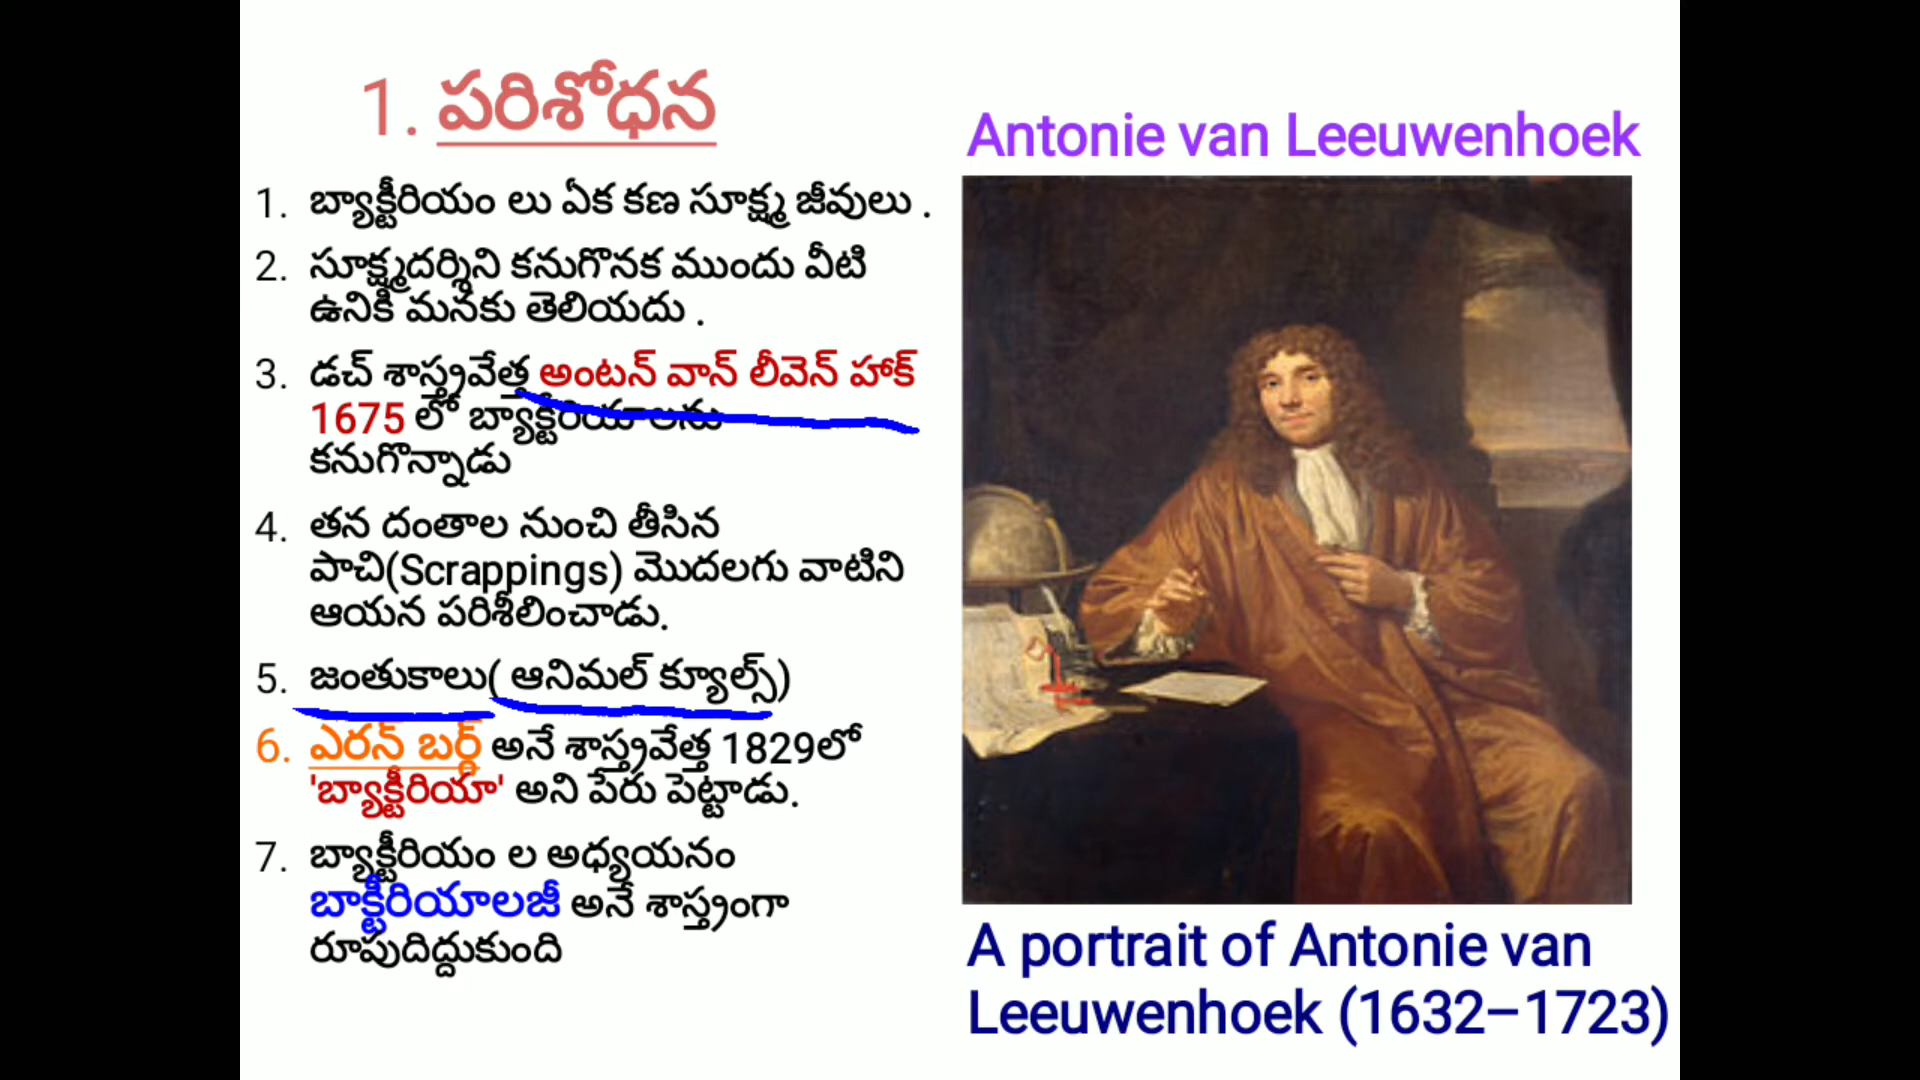 1. పరిశోధన
1. బ్యాక్టీరియం లు ఏక కణ సూక్ష్మ జీవులు .
2. సూక్ష్మదర్శిని కనుగొనక ముందు వీటి
ఉనికి మనకు తెలియదు .
3. డచ్ శాస్త్రవేత్త అంటన్ వాన్ లీవెన్ హాక్
1675 లో బ్యాక్టీరియాలను
కనుగొన్నాడు
4. తన దంతాల నుంచి తీసిన
పాచి(Scrappings) మొదలగు వాటిని
ఆయన పరిశీలించాడు.
5. జంతుకాలు( ఆనిమల్ క్యూల్స్)
6. ఎరన్ బర్గ్ అనే శాస్త్రవేత్త 1829లో
'బ్యాక్టీరియా' అని పేరు పెట్టాడు.
7. బ్యాక్టీరియం ల అధ్యయనం
బాక్టీరియాలజీ అనే శాస్త్రంగా
రూపుదిద్దుకుంది
Antonie van Leeuwenhoek
A portrait of Antonie van
Leeuwenhoek (1632–1723)